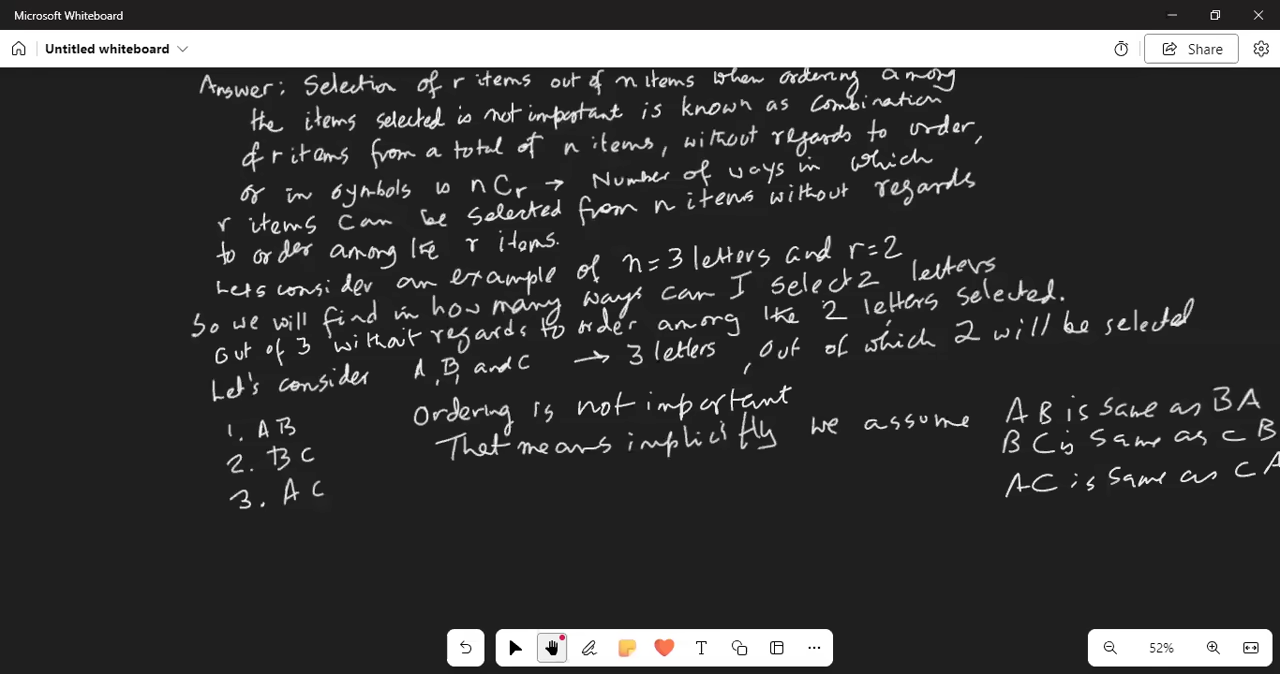 Microsoft Whiteboard
Untitled whiteboard
Share
Answer: Selection of r items out of n items when ordering among
the items selected is not important is known as combination
of r items from a total of n items, without regards to order,
or in symbols is nCr → Number of ways in which
r items can be selected from n items without regards
to order among the r items.
Lets consider an example of n=3 letters and r=2
So we will find in how many ways can I select 2 letters
out of 3 without regards to order among the 2 letters selected.
Let's consider A, B, and C → 3 letters, out of which 2 will be selected
Ordering is not important
1. AB
That means implicitly we assume
AB is same as BA
2. BC
BC is same as CB
3. AC
AC is same as CA
52%